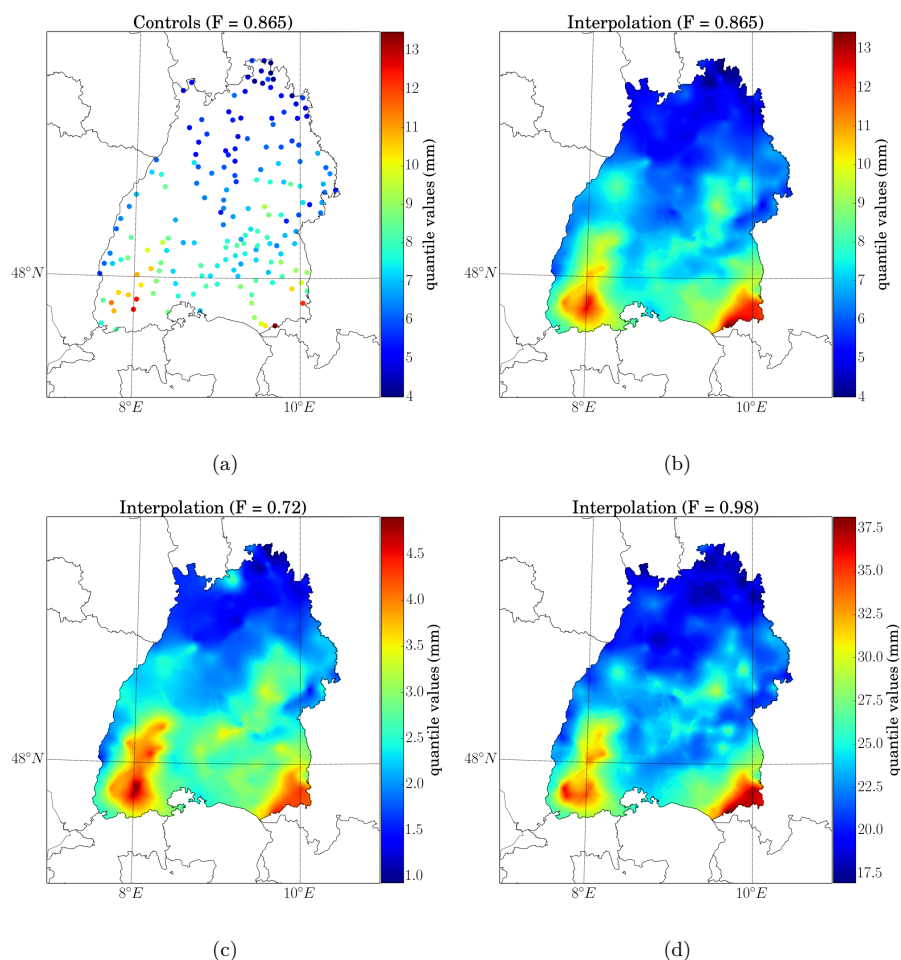 Controls (F = 0.865)
13
12
11
10
9
8
7
6
5
4
quantile values (mm)
48°N
8°E
10°E
(a)
Interpolation (F = 0.865)
13
12
11
10
9
8
7
6
5
4
quantile values (mm)
8°E
10°E
(b)
Interpolation (F = 0.72)
4.5
4.0
3.5
3.0
2.5
2.0
1.5
1.0
quantile values (mm)
48°N
8°E
10°E
(c)
Interpolation (F = 0.98)
37.5
35.0
32.5
30.0
27.5
25.0
22.5
20.0
17.5
quantile values (mm)
8°E
10°E
(d)